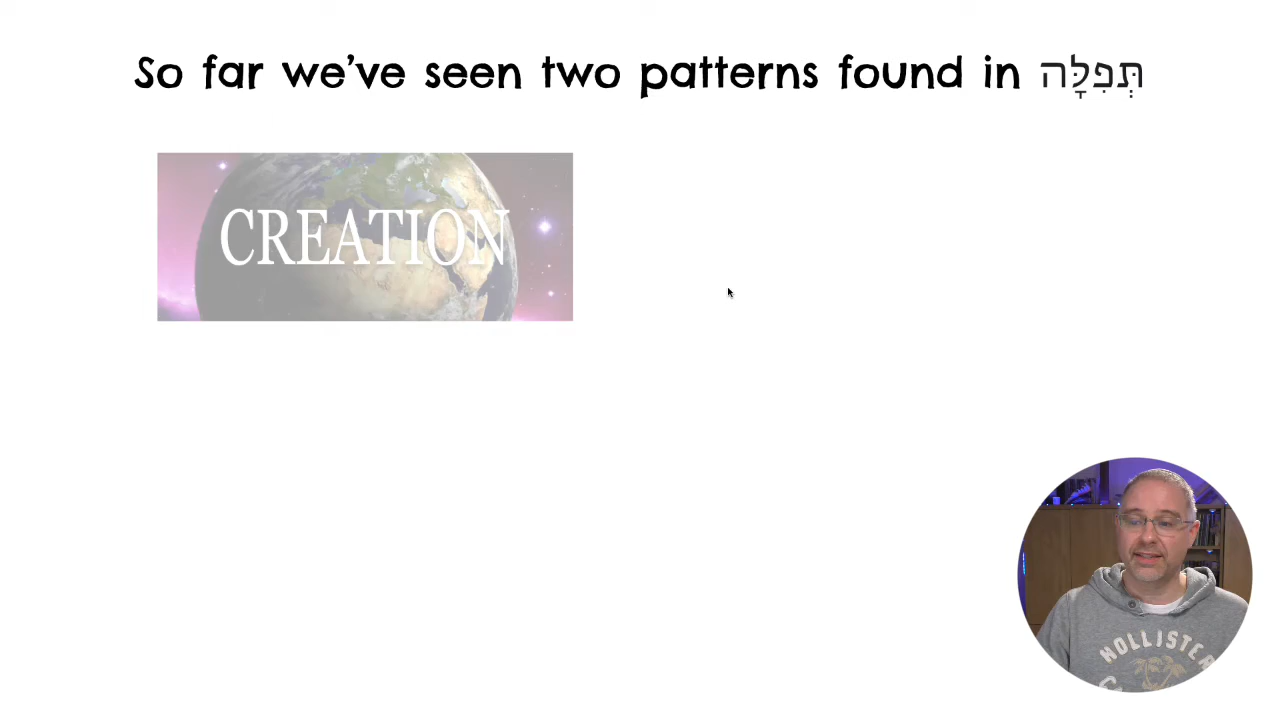 So far we've seen two patterns found in תְּפִלָּה
CREATION
HOLLISTER